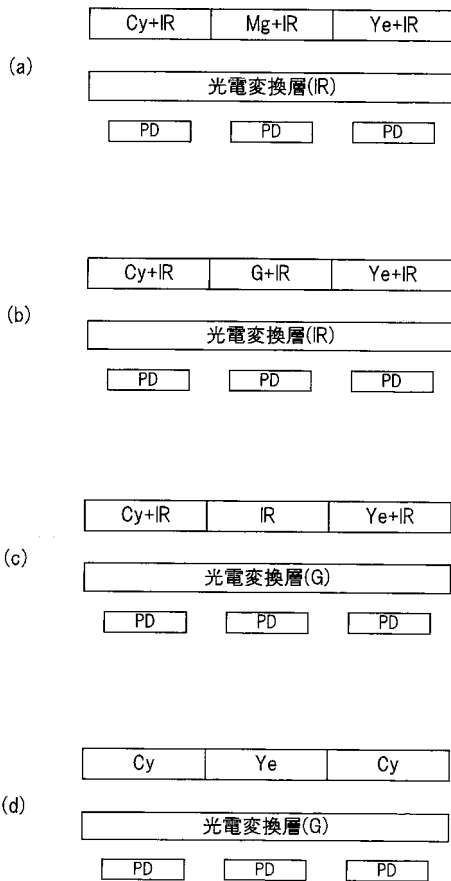 Cy+IR Mg+IR Ye+IR
(a)
光電変換層(IR)
PD PD PD
Cy+IR G+IR Ye+IR
(b)
光電変換層(IR)
PD PD PD
Cy+IR IR Ye+IR
(c)
光電変換層(G)
PD PD PD
Cy Ye Cy
(d)
光電変換層(G)
PD PD PD